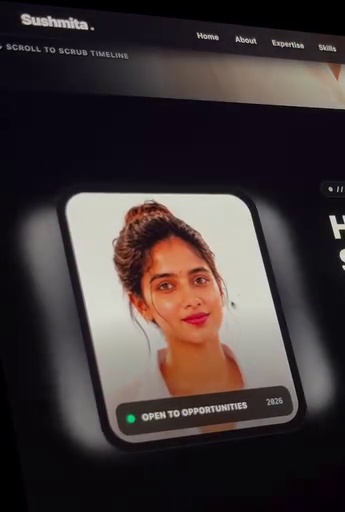 Sushmita.
Home About Expertise Skills
SCROLL TO SCRUB TIMELINE
//
H
S
OPEN TO OPPORTUNITIES 2026